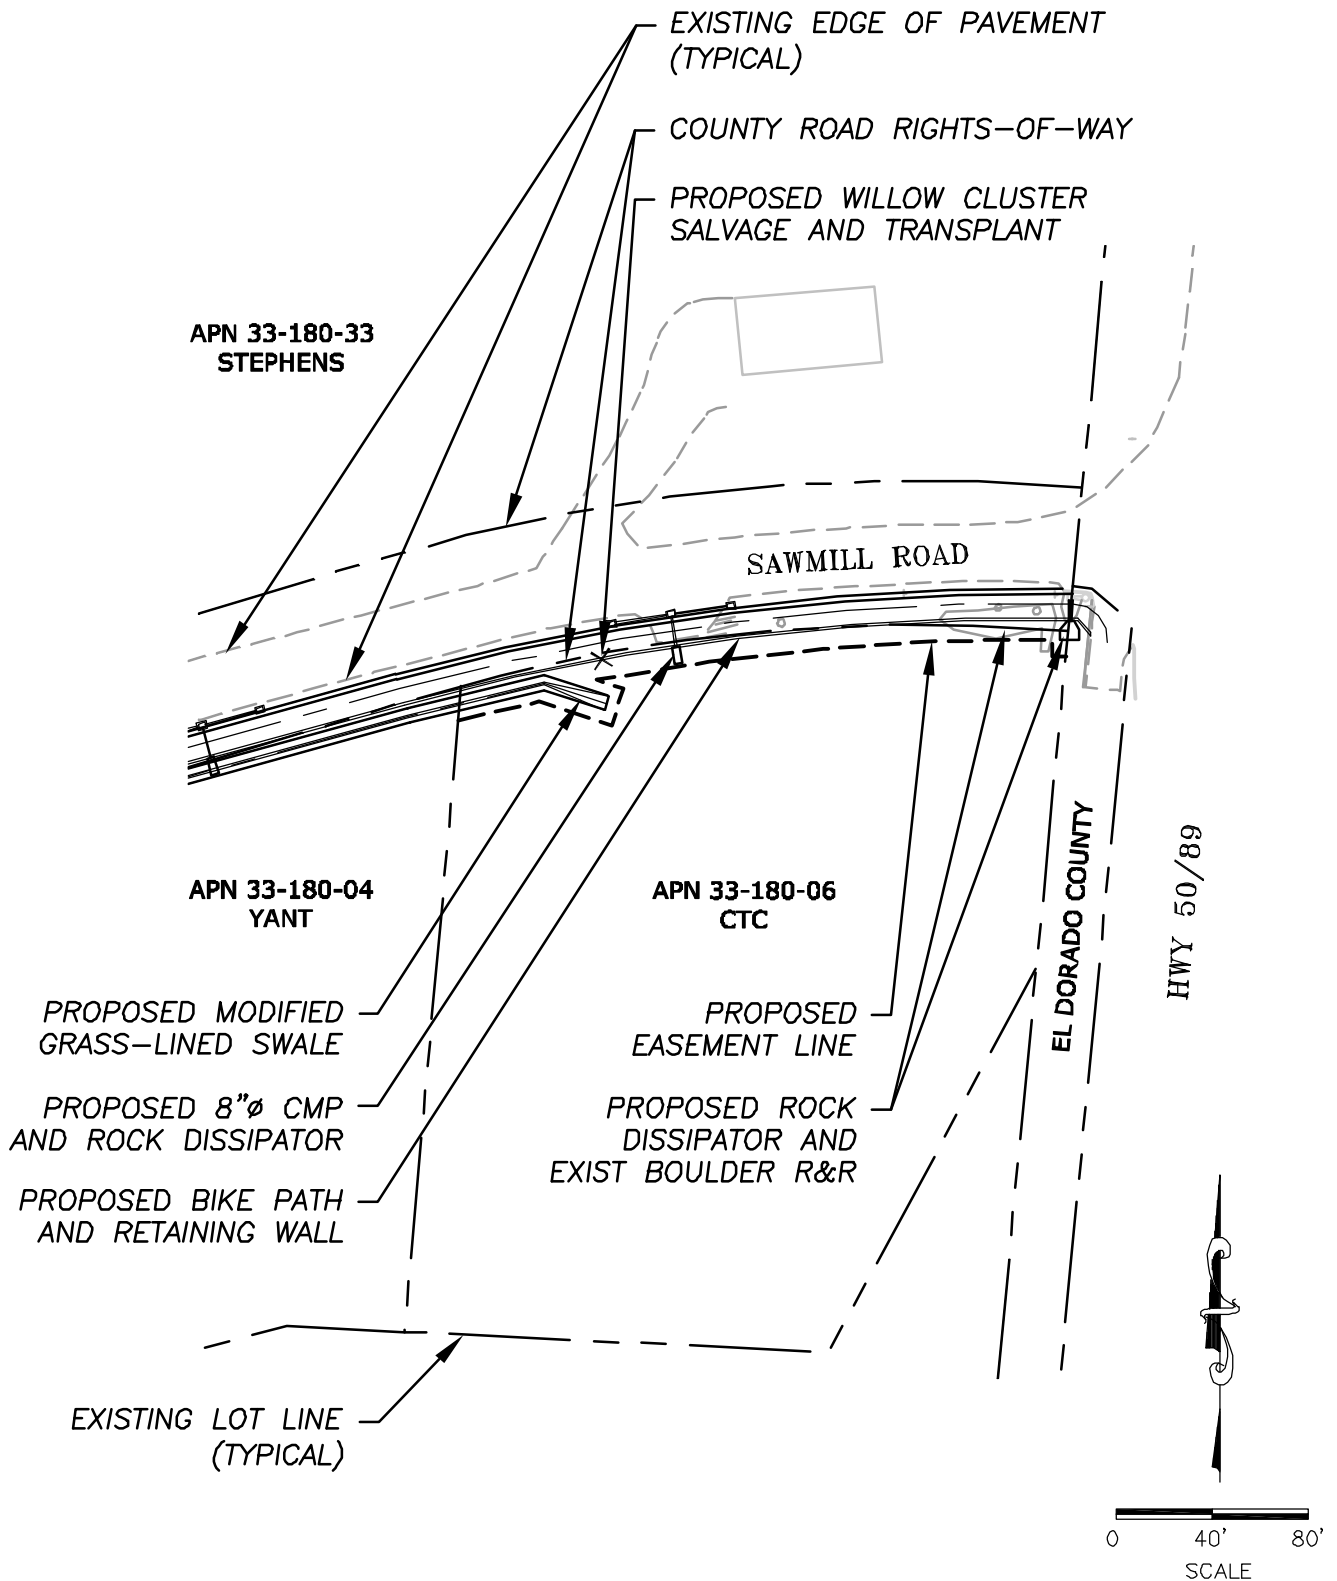 EXISTING EDGE OF PAVEMENT
(TYPICAL)
COUNTY ROAD RIGHTS-OF-WAY
PROPOSED WILLOW CLUSTER
SALVAGE AND TRANSPLANT
APN 33-180-33
STEPHENS
SAWMILL ROAD
APN 33-180-04
YANT
APN 33-180-06
CTC
EL DORADO COUNTY
HWY 50/89
PROPOSED MODIFIED
GRASS-LINED SWALE
PROPOSED 8"ø CMP
AND ROCK DISSIPATOR
PROPOSED BIKE PATH
AND RETAINING WALL
PROPOSED
EASEMENT LINE
PROPOSED ROCK
DISSIPATOR AND
EXIST BOULDER R&R
EXISTING LOT LINE
(TYPICAL)
0 40' 80'
SCALE